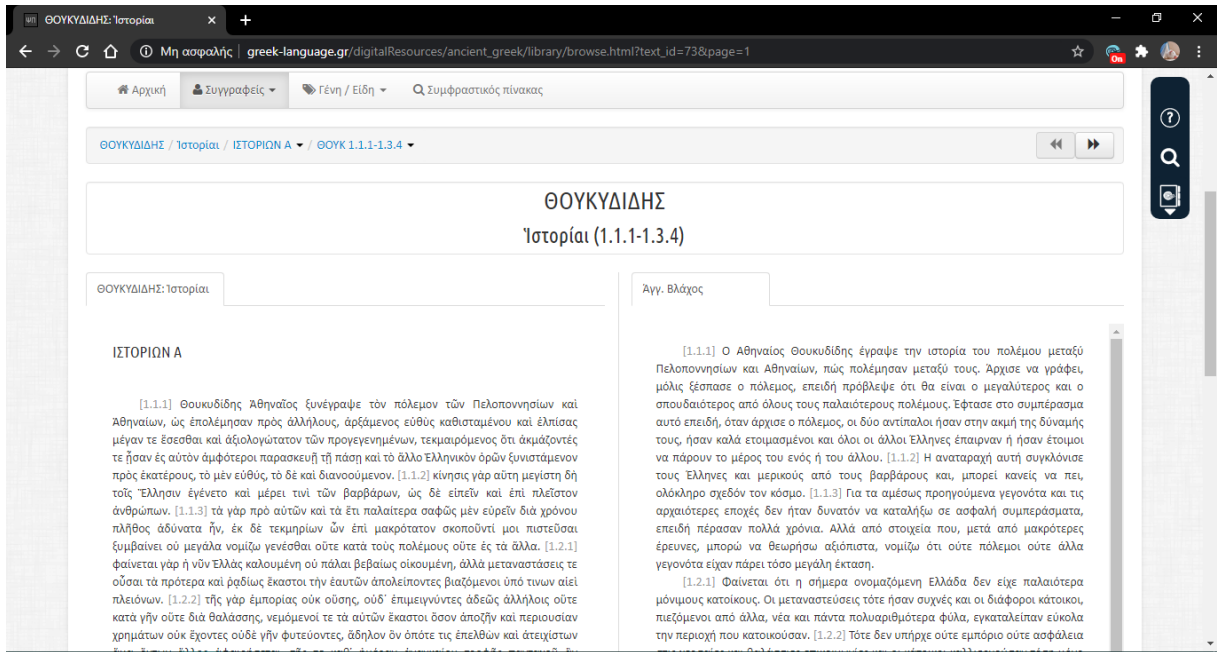 ΘΟΥΚΥΔΙΔΗΣ: Ἱστορίαι
Μη ασφαλής | greek-language.gr/digitalResources/ancient_greek/library/browse.html?text_id=73&page=1
On
Αρχική Συγγραφείς Γένη / Είδη Συμφραστικός πίνακας
ΘΟΥΚΥΔΙΔΗΣ / Ἱστορίαι / ΙΣΤΟΡΙΩΝ Α / ΘΟΥΚ 1.1.1-1.3.4
ΘΟΥΚΥΔΙΔΗΣ
Ἱστορίαι (1.1.1-1.3.4)
ΘΟΥΚΥΔΙΔΗΣ: Ἱστορίαι
ΙΣΤΟΡΙΩΝ Α
[1.1.1] Θουκυδίδης Ἀθηναῖος ξυνέγραψε τὸν πόλεμον τῶν Πελοποννησίων καὶ
Ἀθηναίων, ὡς ἐπολέμησαν πρὸς ἀλλήλους, ἀρξάμενος εὐθὺς καθισταμένου καὶ ἐλπίσας
μέγαν τε ἔσεσθαι καὶ ἀξιολογώτατον τῶν προγεγενημένων, τεκμαιρόμενος ὅτι ἀκμάζοντές
τε ᾖσαν ἐς αὐτὸν ἀμφότεροι παρασκευῇ τῇ πάσῃ καὶ τὸ ἄλλο Ἑλληνικὸν ὁρῶν ξυνιστάμενον
πρὸς ἑκατέρους, τὸ μὲν εὐθύς, τὸ δὲ καὶ διανοούμενον. [1.1.2] κίνησις γὰρ αὕτη μεγίστη δὴ
τοῖς Ἕλλησιν ἐγένετο καὶ μέρει τινὶ τῶν βαρβάρων, ὡς δὲ εἰπεῖν καὶ ἐπὶ πλεῖστον
ἀνθρώπων. [1.1.3] τὰ γὰρ πρὸ αὐτῶν καὶ τὰ ἔτι παλαίτερα σαφῶς μὲν εὑρεῖν διὰ χρόνου
πλῆθος ἀδύνατα ἦν, ἐκ δὲ τεκμηρίων ὧν ἐπὶ μακρότατον σκοποῦντί μοι πιστεῦσαι
ξυμβαίνει οὐ μεγάλα νομίζω γενέσθαι οὔτε κατὰ τοὺς πολέμους οὔτε ἐς τὰ ἄλλα. [1.2.1]
φαίνεται γὰρ ἡ νῦν Ἑλλὰς καλουμένη οὐ πάλαι βεβαίως οἰκουμένη, ἀλλὰ μεταναστάσεις τε
οὖσαι τὰ πρότερα καὶ ῥᾳδίως ἕκαστοι τὴν ἑαυτῶν ἀπολείποντες βιαζόμενοι ὑπό τινων αἰεὶ
πλειόνων. [1.2.2] τῆς γὰρ ἐμπορίας οὐκ οὔσης, οὐδ᾽ ἐπιμειγνύντες ἀδεῶς ἀλλήλοις οὔτε
κατὰ γῆν οὔτε διὰ θαλάσσης, νεμόμενοί τε τὰ αὑτῶν ἕκαστοι ὅσον ἀποζῆν καὶ περιουσίαν
χρημάτων οὐκ ἔχοντες οὐδὲ γῆν φυτεύοντες, ἄδηλον ὂν ὁπότε τις ἐπελθὼν καὶ ἀτειχίστων
Ἀγγ. Βλάχος
[1.1.1] Ο Αθηναίος Θουκυδίδης έγραψε την ιστορία του πολέμου μεταξύ
Πελοποννησίων και Αθηναίων, πώς πολέμησαν μεταξύ τους. Άρχισε να γράφει,
μόλις ξέσπασε ο πόλεμος, επειδή πρόβλεψε ότι θα είναι ο μεγαλύτερος και ο
σπουδαιότερος από όλους τους παλαιότερους πολέμους. Έφτασε στο συμπέρασμα
αυτό επειδή, όταν άρχισε ο πόλεμος, οι δύο αντίπαλοι ήσαν στην ακμή της δύναμής
τους, ήσαν καλά ετοιμασμένοι και όλοι οι άλλοι Έλληνες έπαιρναν ή ήσαν έτοιμοι
να πάρουν το μέρος του ενός ή του άλλου. [1.1.2] Η αναταραχή αυτή συγκλόνισε
τους Έλληνες και μερικούς από τους βαρβάρους και, μπορεί κανείς να πει,
ολόκληρο σχεδόν τον κόσμο. [1.1.3] Για τα αμέσως προηγούμενα γεγονότα και τις
αρχαιότερες εποχές δεν ήταν δυνατόν να καταλήξω σε ασφαλή συμπεράσματα,
επειδή πέρασαν πολλά χρόνια. Αλλά από στοιχεία που, μετά από μακρότερες
έρευνες, μπορώ να θεωρήσω αξιόπιστα, νομίζω ότι ούτε πόλεμοι ούτε άλλα
γεγονότα είχαν πάρει τόσο μεγάλη έκταση.
[1.2.1] Φαίνεται ότι η σήμερα ονομαζόμενη Ελλάδα δεν είχε παλαιότερα
μόνιμους κατοίκους. Οι μεταναστεύσεις τότε ήσαν συχνές και οι διάφοροι κάτοικοι,
πιεζόμενοι από άλλα, νέα και πάντα πολυαριθμότερα φύλα, εγκαταλείπαν εύκολα
την περιοχή που κατοικούσαν. [1.2.2] Τότε δεν υπήρχε ούτε εμπόριο ούτε ασφάλεια